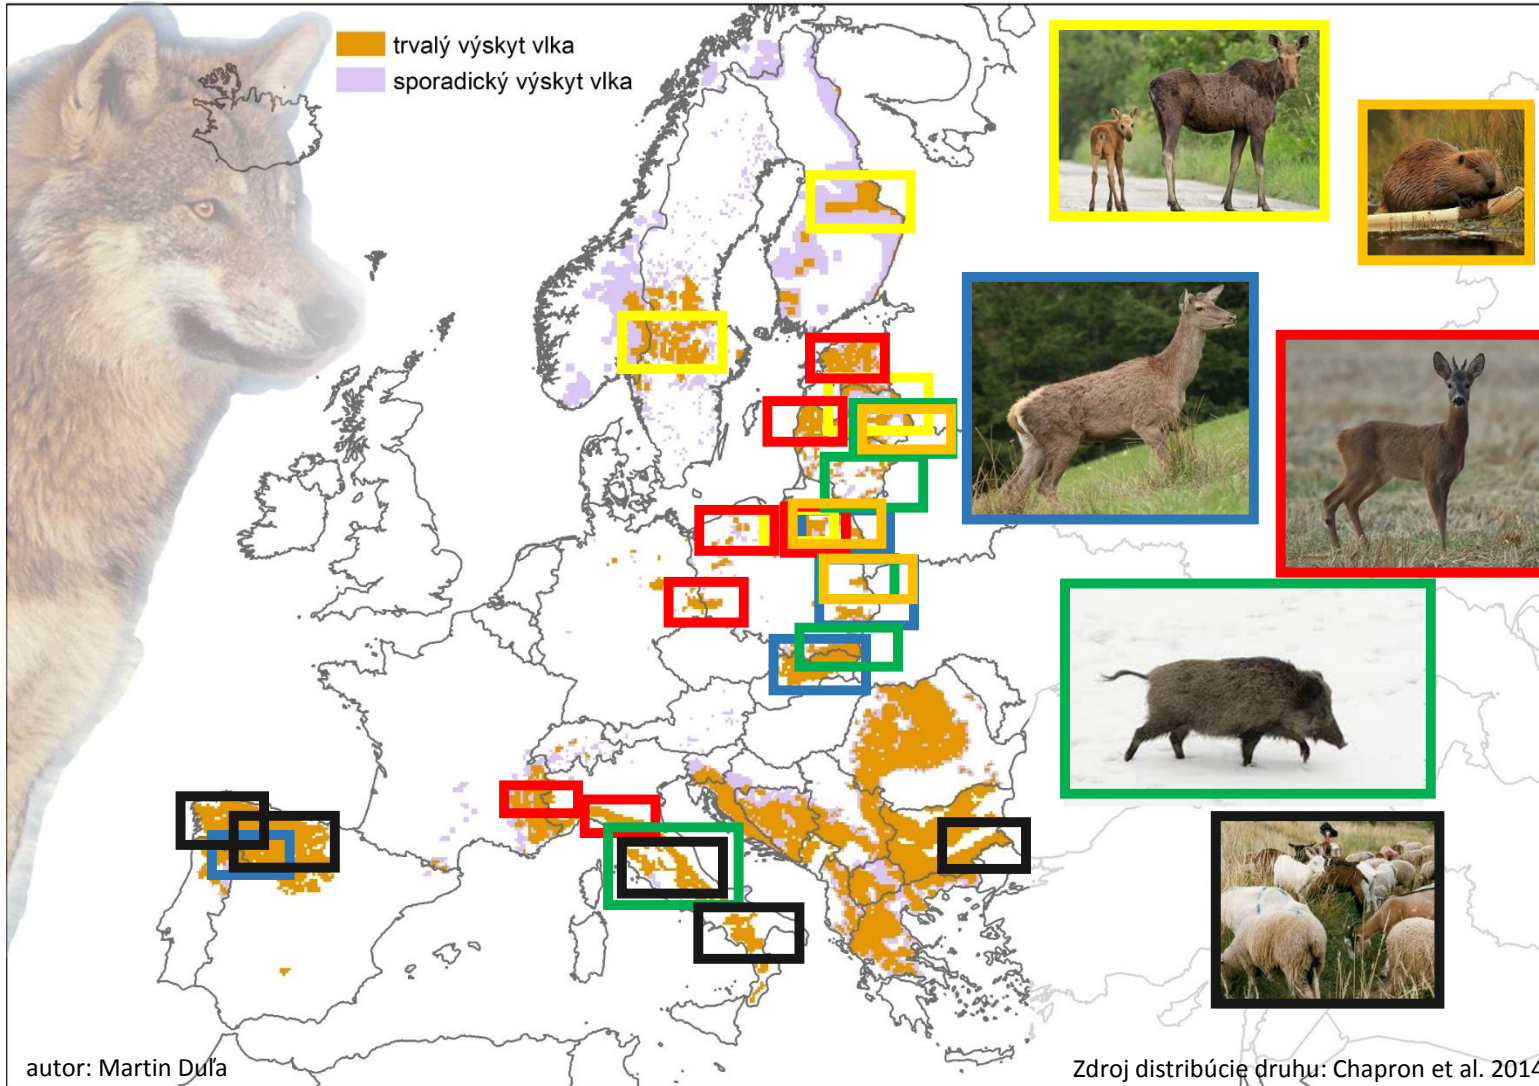 trvalý výskyt vlka
sporadický výskyt vlka
autor: Martin Duľa
Zdroj distribúcie druhu: Chapron et al. 2014